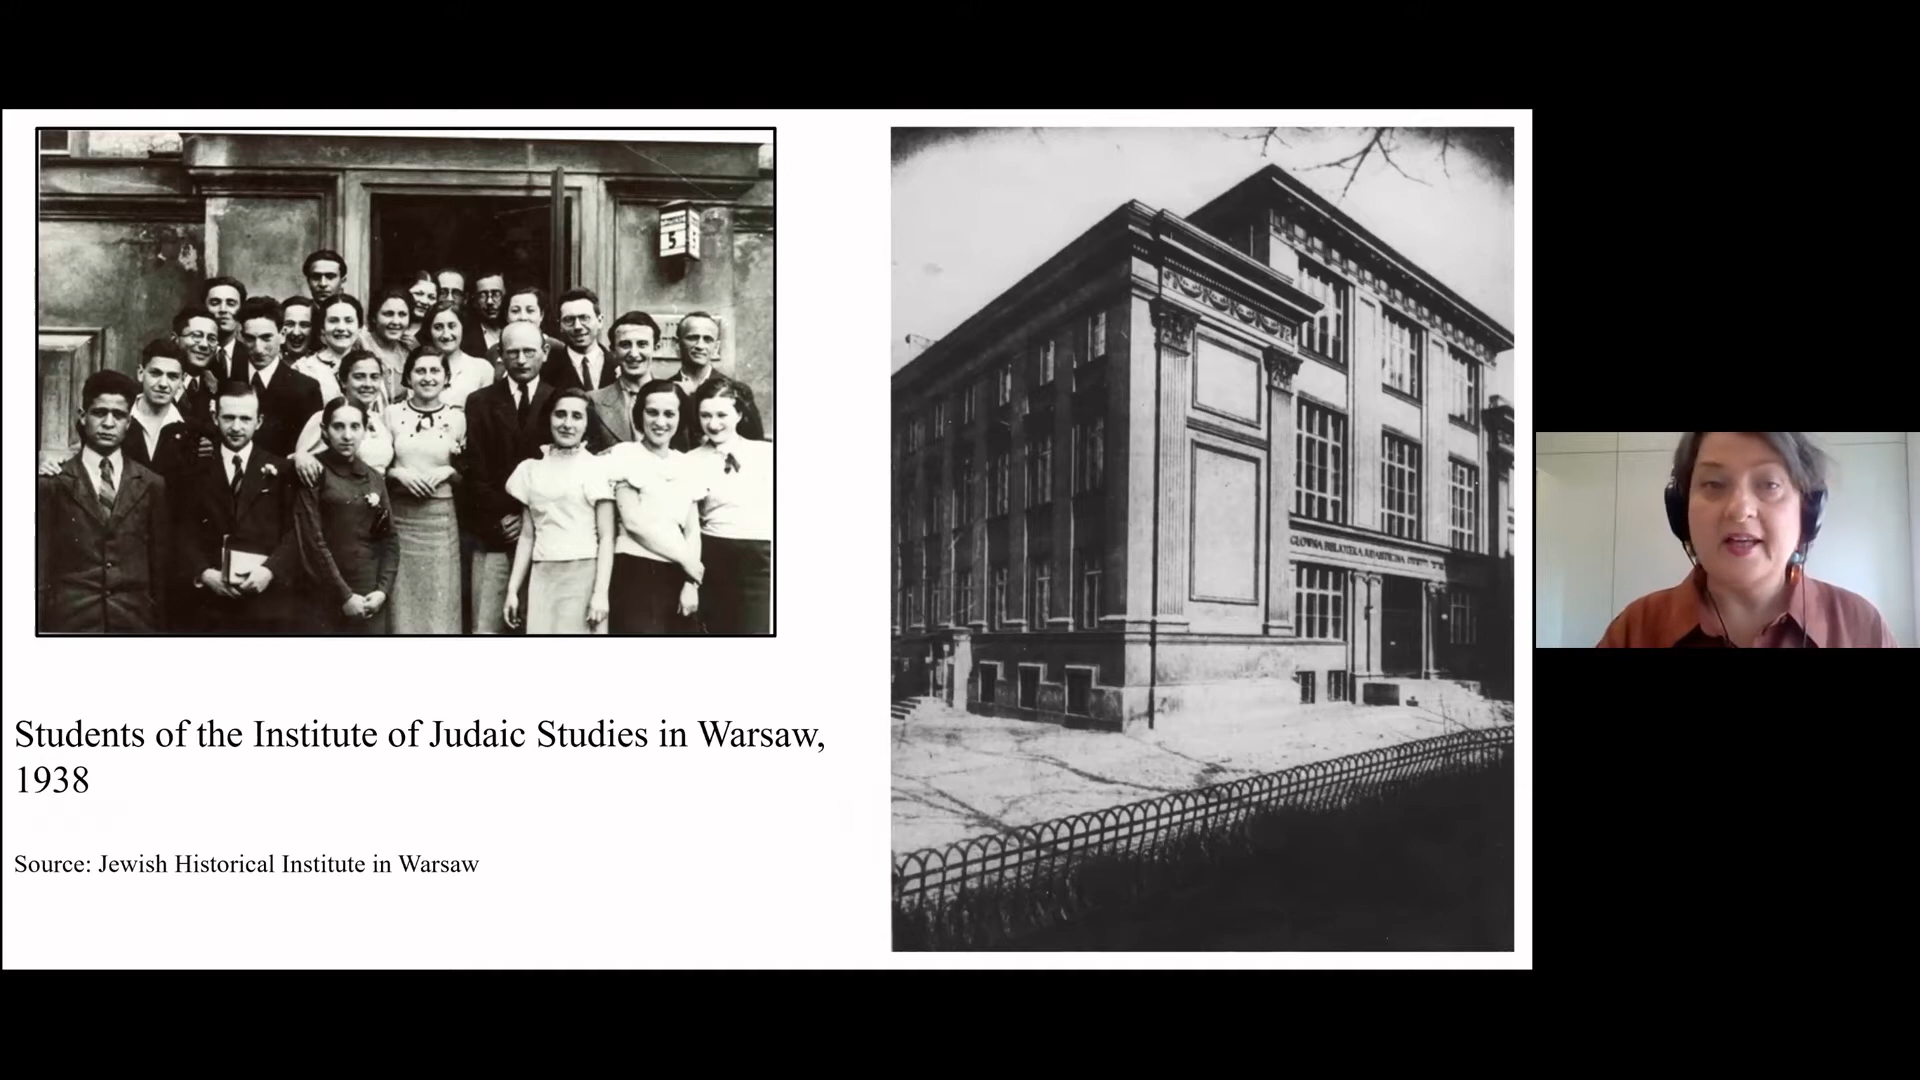 5
GŁÓWNA BIBLIOTEKA JUDAISTYCZNA
Students of the Institute of Judaic Studies in Warsaw,
1938
Source: Jewish Historical Institute in Warsaw